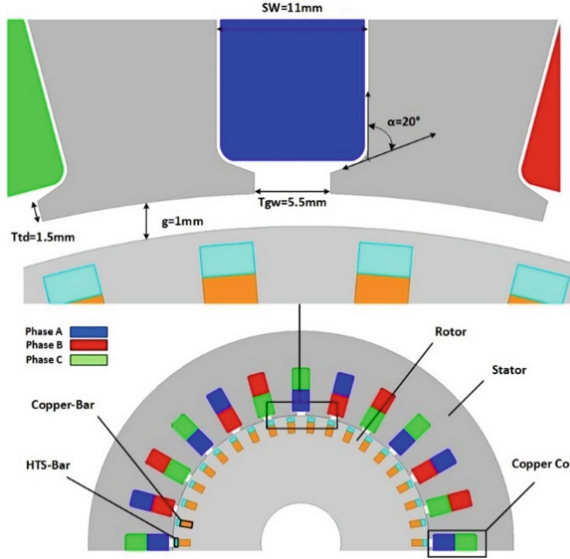 SW=11mm
α=20°
Tgw=5.5mm
g=1mm
Ttd=1.5mm
Phase A
Phase B
Phase C
Rotor
Stator
Copper-Bar
HTS-Bar
Copper Co